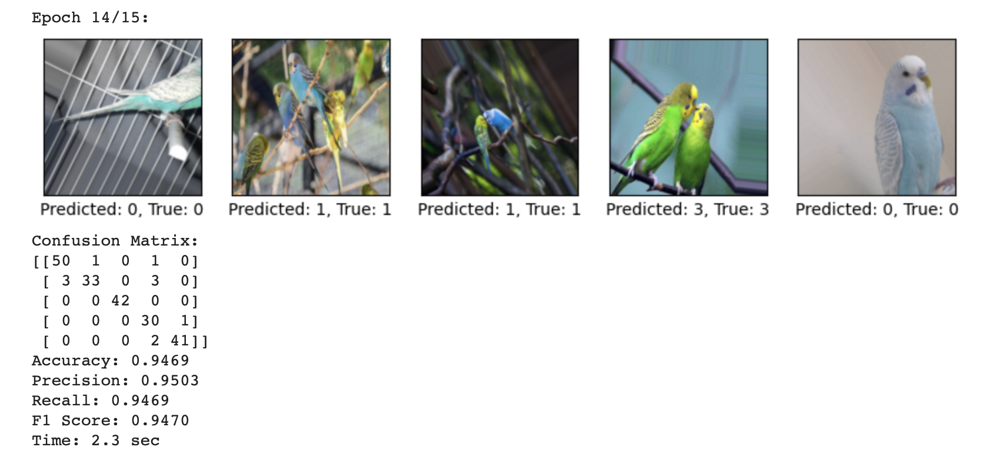 Epoch 14/15:
Predicted: 0, True: 0
Predicted: 1, True: 1
Predicted: 1, True: 1
Predicted: 3, True: 3
Predicted: 0, True: 0
Confusion Matrix:
[[50  1  0  1  0]
 [ 3 33  0  3  0]
 [ 0  0 42  0  0]
 [ 0  0  0 30  1]
 [ 0  0  0  2 41]]
Accuracy: 0.9469
Precision: 0.9503
Recall: 0.9469
F1 Score: 0.9470
Time: 2.3 sec